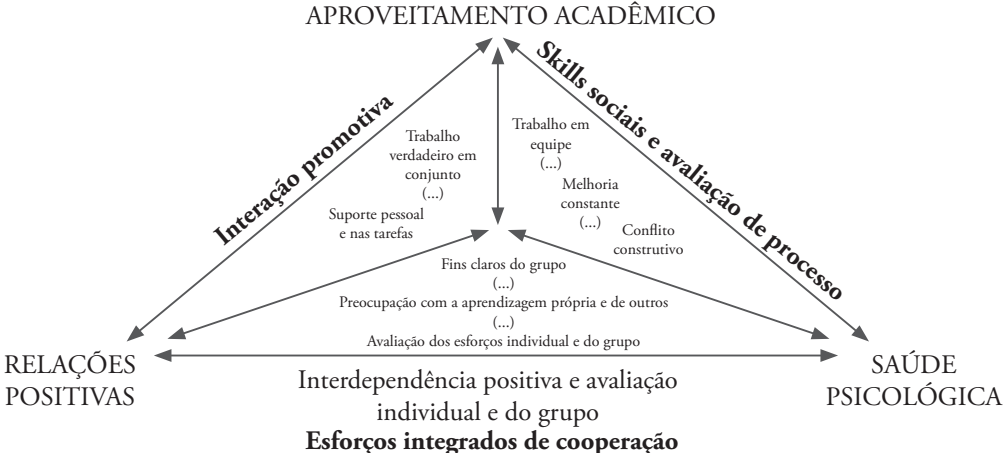 APROVEITAMENTO ACADÊMICO
Interação promotiva
Skills sociais e avaliação de processo
Trabalho
verdadeiro em
conjunto
(...)
Suporte pessoal
e nas tarefas
Trabalho em
equipe
(...)
Melhoria
constante
(...)
Conflito
construtivo
Fins claros do grupo
(...)
Preocupação com a aprendizagem própria e de outros
(...)
Avaliação dos esforços individual e do grupo
RELAÇÕES
POSITIVAS
SAÚDE
PSICOLÓGICA
Interdependência positiva e avaliação
individual e do grupo
Esforços integrados de cooperação